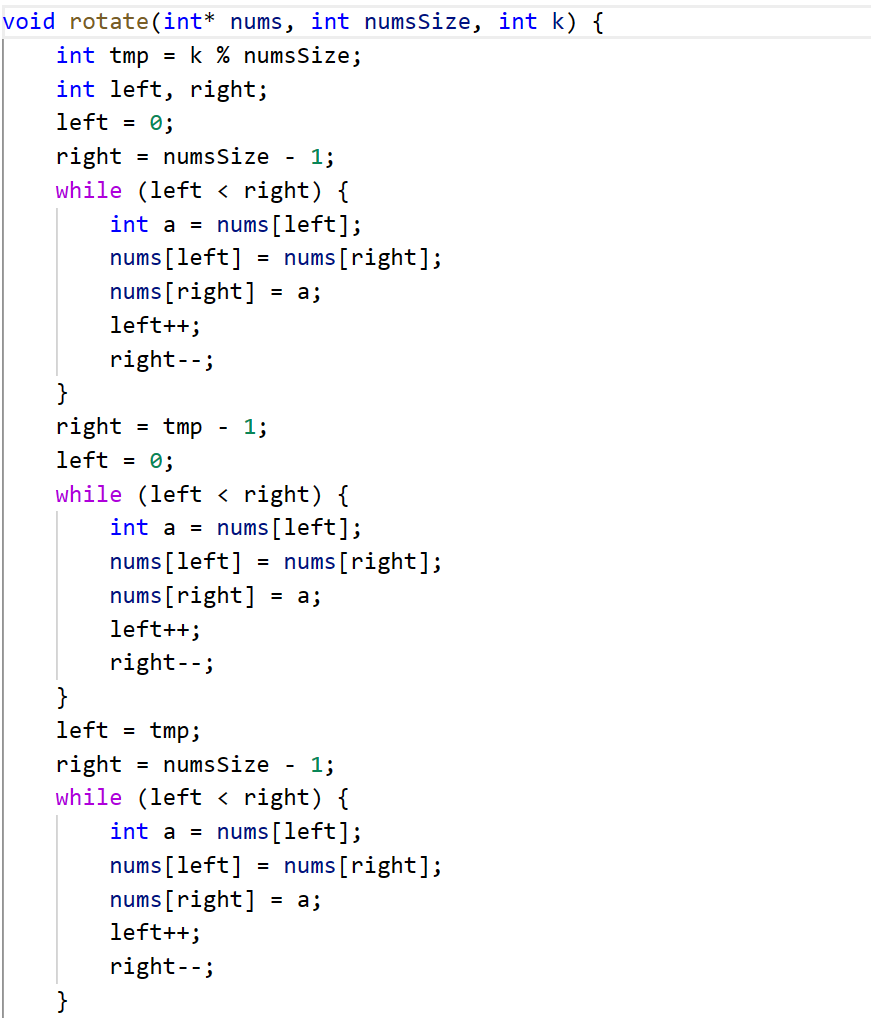 void rotate(int* nums, int numsSize, int k) {
    int tmp = k % numsSize;
    int left, right;
    left = 0;
    right = numsSize - 1;
    while (left < right) {
        int a = nums[left];
        nums[left] = nums[right];
        nums[right] = a;
        left++;
        right--;
    }
    right = tmp - 1;
    left = 0;
    while (left < right) {
        int a = nums[left];
        nums[left] = nums[right];
        nums[right] = a;
        left++;
        right--;
    }
    left = tmp;
    right = numsSize - 1;
    while (left < right) {
        int a = nums[left];
        nums[left] = nums[right];
        nums[right] = a;
        left++;
        right--;
    }